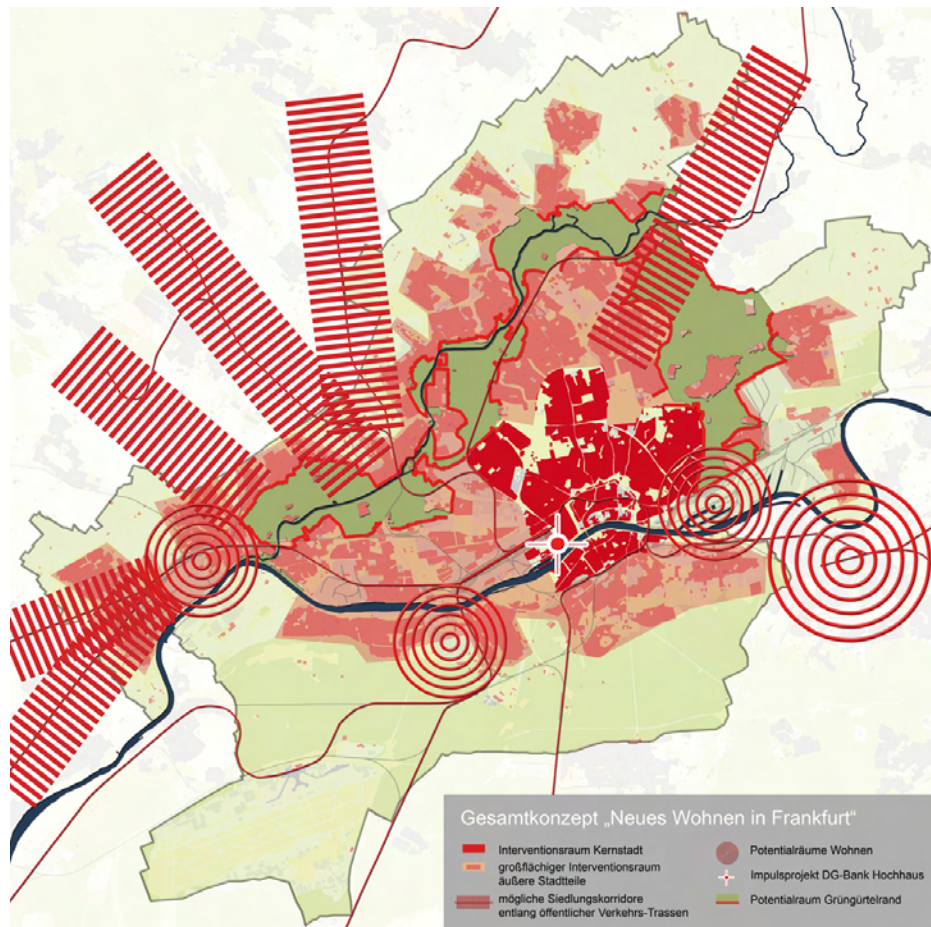 Gesamtkonzept „Neues Wohnen in Frankfurt“
Interventionsraum Kernstadt
großflächiger Interventionsraum
äußere Stadtteile
mögliche Siedlungskorridore
entlang öffentlicher Verkehrs-Trassen
Potentialräume Wohnen
Impulsprojekt DG-Bank Hochhaus
Potentialraum Grüngürtelrand